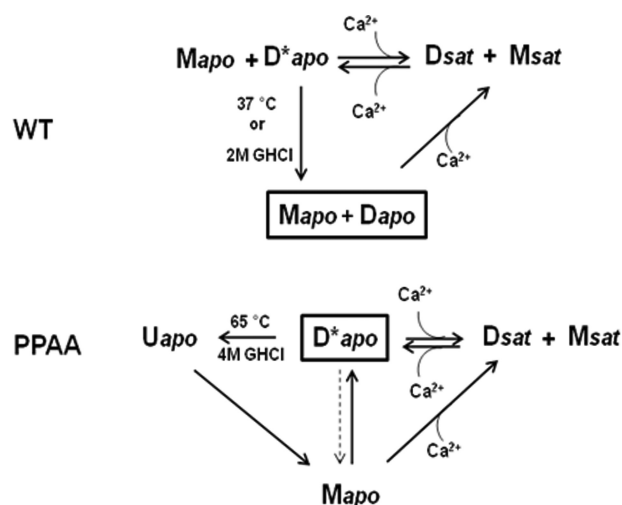 Ca²⁺
Mapo + D*apo Dsat + Msat
Ca²⁺
37 °C
or
2M GHCl
WT
Ca²⁺
Mapo + Dapo
Ca²⁺
PPAA
Uapo
65 °C
4M GHCl
D*apo
Dsat + Msat
Ca²⁺
Ca²⁺
Mapo